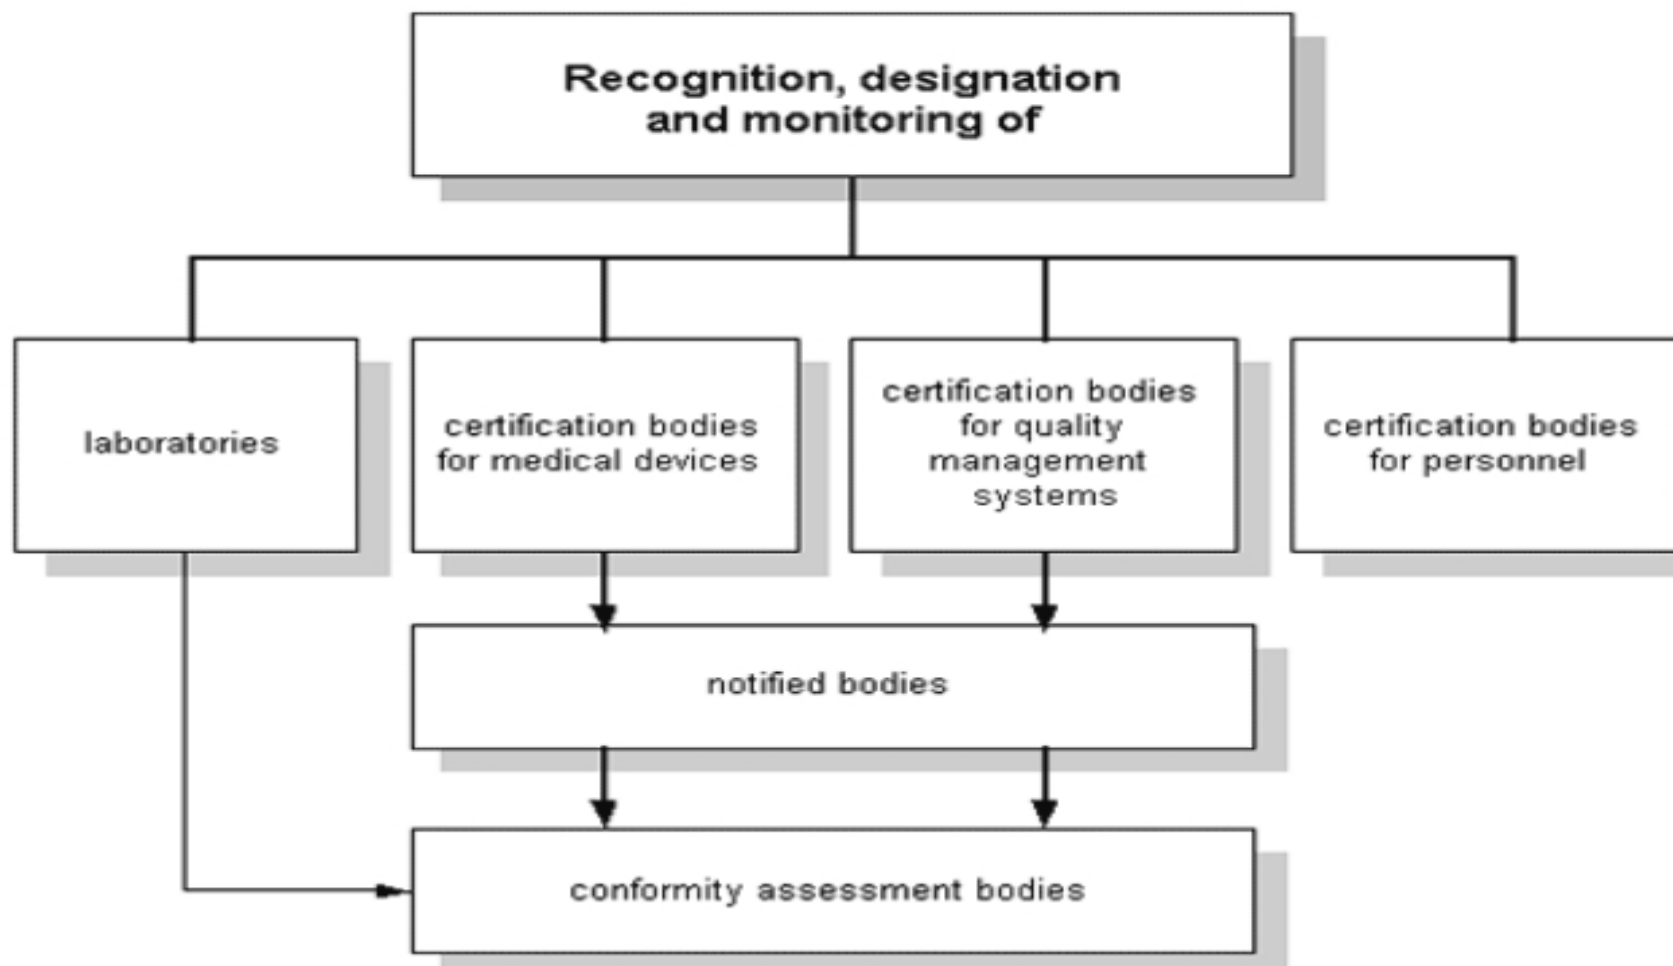 Recognition, designation
and monitoring of
laboratories
certification bodies
for medical devices
certification bodies
for quality
management
systems
certification bodies
for personnel
notified bodies
conformity assessment bodies